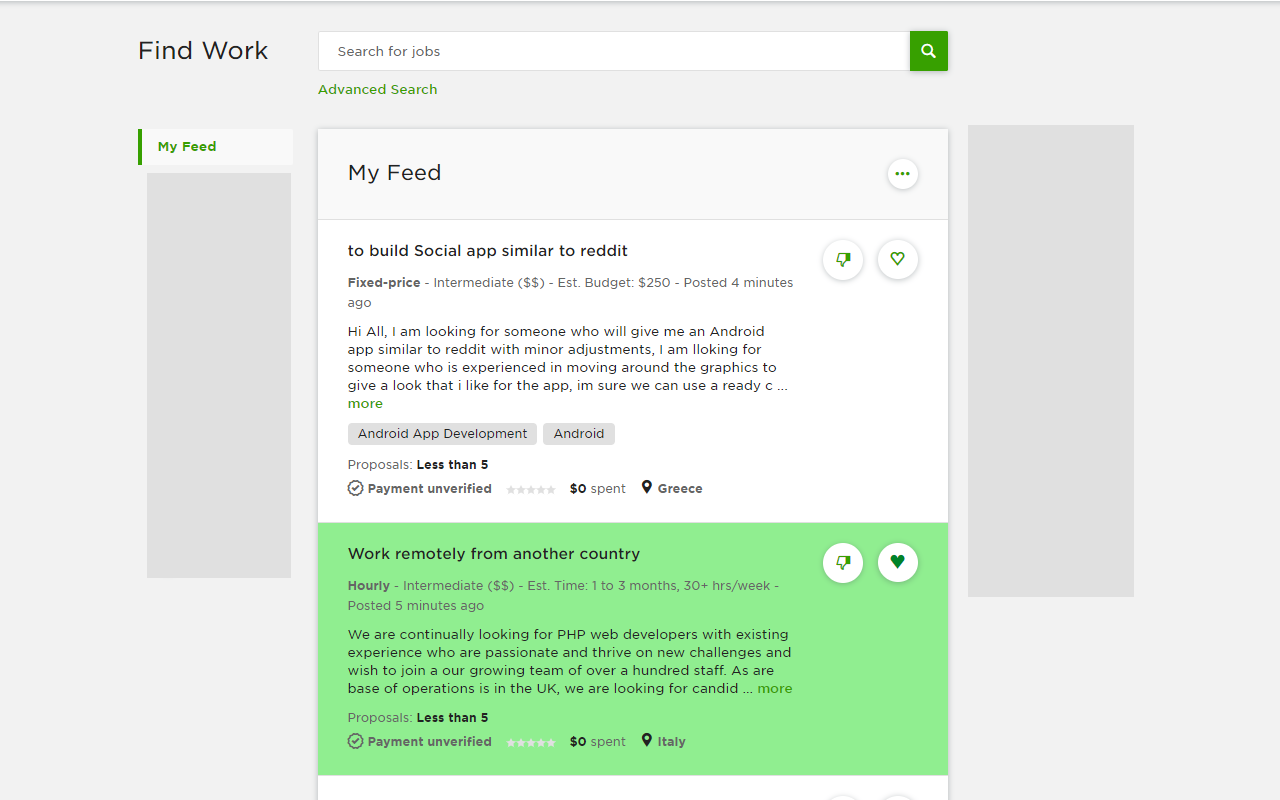 Find Work
Search for jobs
Advanced Search
My Feed
My Feed
to build Social app similar to reddit
Fixed-price - Intermediate ($$) - Est. Budget: $250 - Posted 4 minutes
ago
Hi All, I am looking for someone who will give me an Android
app similar to reddit with minor adjustments, I am lloking for
someone who is experienced in moving around the graphics to
give a look that i like for the app, im sure we can use a ready c ...
more
Android App Development Android
Proposals: Less than 5
Payment unverified $0 spent Greece
Work remotely from another country
Hourly - Intermediate ($$) - Est. Time: 1 to 3 months, 30+ hrs/week -
Posted 5 minutes ago
We are continually looking for PHP web developers with existing
experience who are passionate and thrive on new challenges and
wish to join a our growing team of over a hundred staff. As are
base of operations is in the UK, we are looking for candid ... more
Proposals: Less than 5
Payment unverified $0 spent Italy